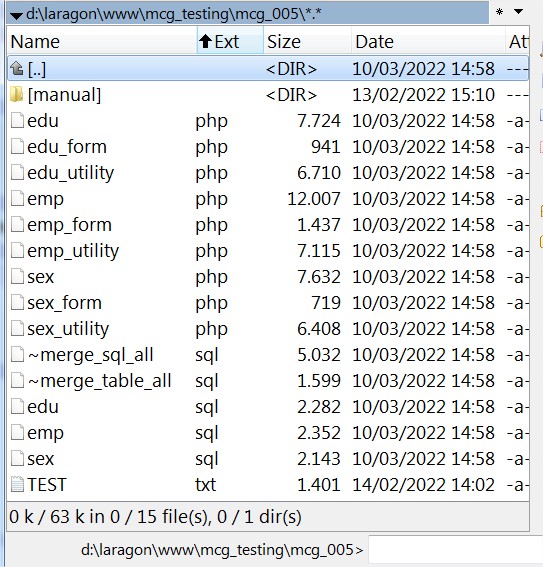 d:\laragon\www\mcg_testing\mcg_005\*.* * ▼
Name Ext Size Date Att
[..] <DIR> 10/03/2022 14:58 ---
[manual] <DIR> 13/02/2022 15:10 ---
edu php 7.724 10/03/2022 14:58 -a-
edu_form php 941 10/03/2022 14:58 -a-
edu_utility php 6.710 10/03/2022 14:58 -a-
emp php 12.007 10/03/2022 14:58 -a-
emp_form php 1.437 10/03/2022 14:58 -a-
emp_utility php 7.115 10/03/2022 14:58 -a-
sex php 7.632 10/03/2022 14:58 -a-
sex_form php 719 10/03/2022 14:58 -a-
sex_utility php 6.408 10/03/2022 14:58 -a-
~merge_sql_all sql 5.032 10/03/2022 14:58 -a-
~merge_table_all sql 1.599 10/03/2022 14:58 -a-
edu sql 2.282 10/03/2022 14:58 -a-
emp sql 2.352 10/03/2022 14:58 -a-
sex sql 2.143 10/03/2022 14:58 -a-
TEST txt 1.401 14/02/2022 14:02 -a-
0 k / 63 k in 0 / 15 file(s), 0 / 1 dir(s)
d:\laragon\www\mcg_testing\mcg_005>